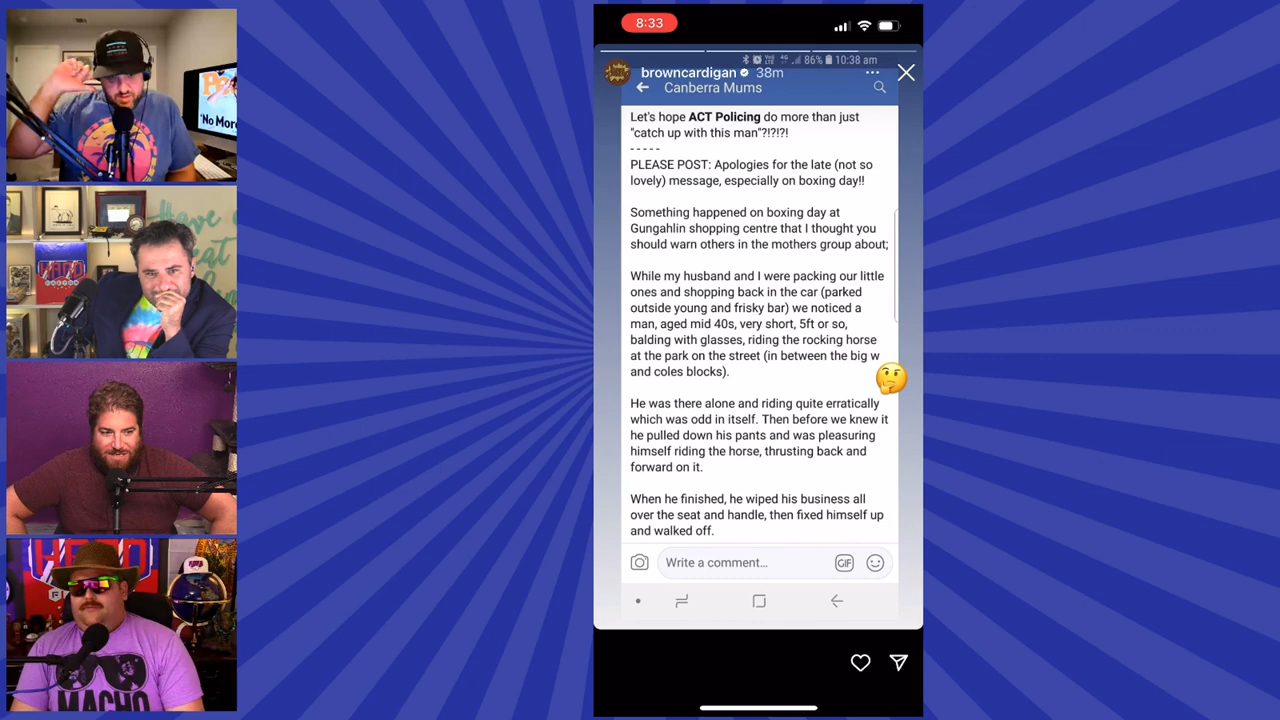 8:33
86% 10:38 am
browncardigan 38m
Canberra Mums
Let's hope ACT Policing do more than just
"catch up with this man"?!?!?!
- - - - -
PLEASE POST: Apologies for the late (not so
lovely) message, especially on boxing day!!
Something happened on boxing day at
Gungahlin shopping centre that I thought you
should warn others in the mothers group about;
While my husband and I were packing our little
ones and shopping back in the car (parked
outside young and frisky bar) we noticed a
man, aged mid 40s, very short, 5ft or so,
balding with glasses, riding the rocking horse
at the park on the street (in between the big w
and coles blocks).
He was there alone and riding quite erratically
which was odd in itself. Then before we knew it
he pulled down his pants and was pleasuring
himself riding the horse, thrusting back and
forward on it.
When he finished, he wiped his business all
over the seat and handle, then fixed himself up
and walked off.
Write a comment...
GIF
'No More
HARD
MACHO